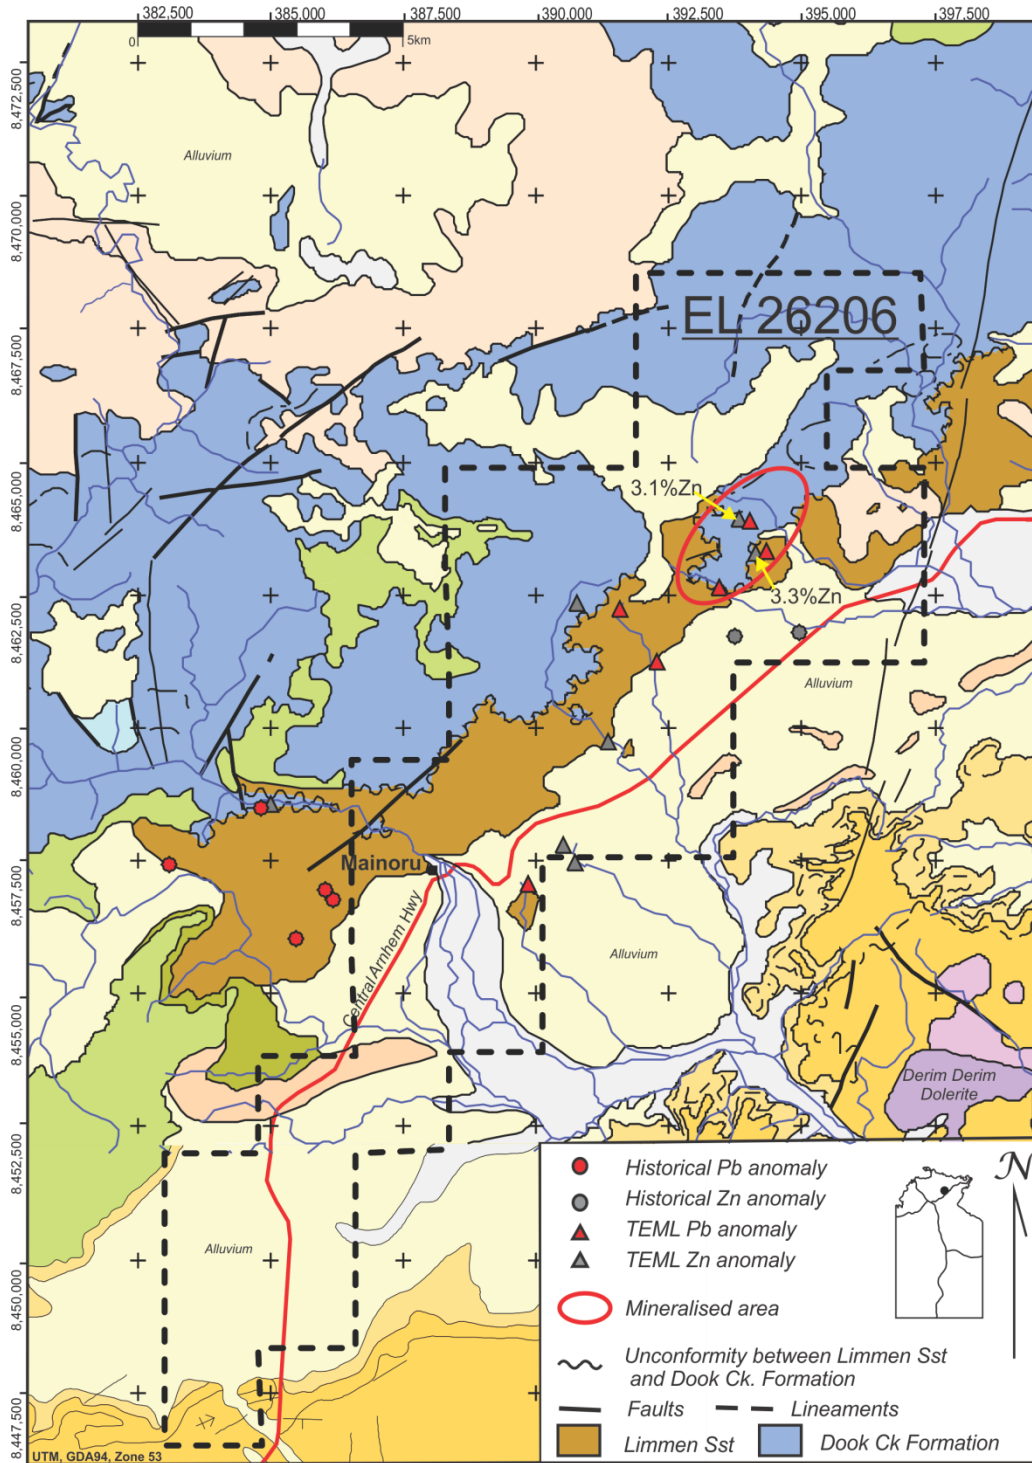 382,500 385,000 387,500 390,000 392,500 395,000 397,500
0 5km
8,472,500
8,470,000
8,467,500
8,465,000
8,462,500
8,460,000
8,457,500
8,455,000
8,452,500
8,450,000
8,447,500
Alluvium
EL 26206
3.1%Zn
3.3%Zn
Alluvium
Mainoru
Central Arnhem Hwy
Alluvium
Derim Derim
Dolerite
Alluvium
Historical Pb anomaly
Historical Zn anomaly
TEML Pb anomaly
TEML Zn anomaly
Mineralised area
Unconformity between Limmen Sst
and Dook Ck. Formation
Faults Lineaments
Limmen Sst Dook Ck Formation
N
UTM, GDA94, Zone 53